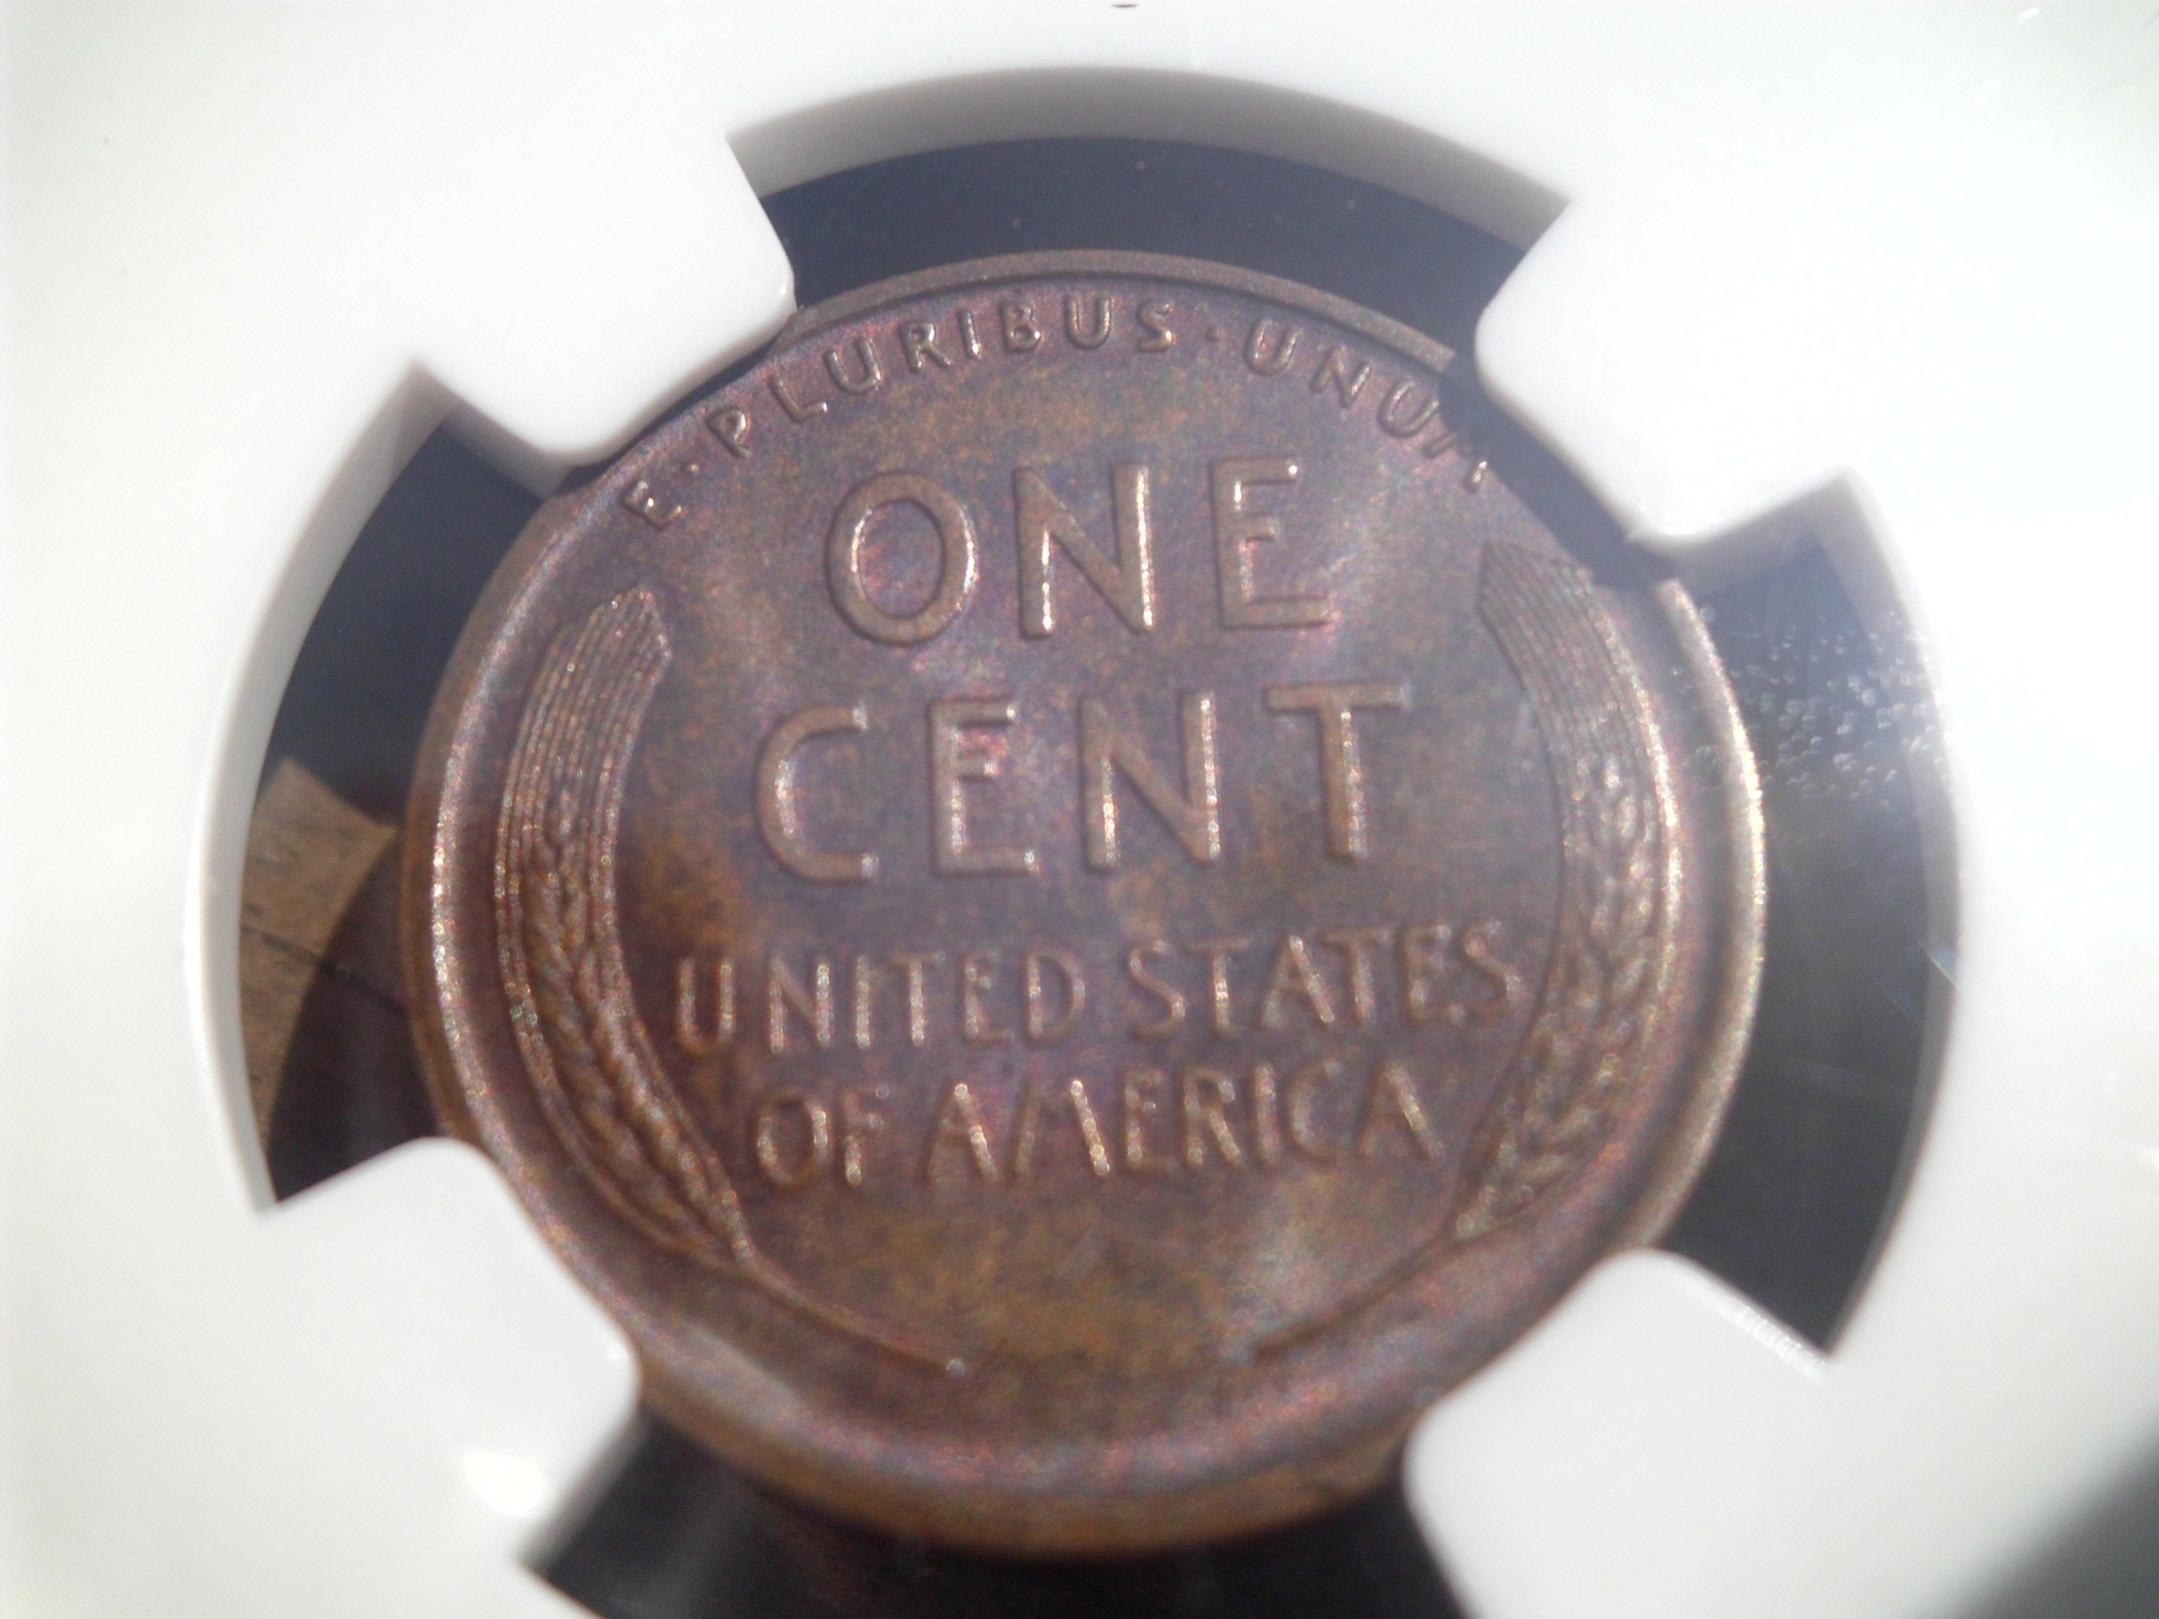 E·PLURIBUS·UNUM
ONE
CENT
UNITED STATES
OF AMERICA